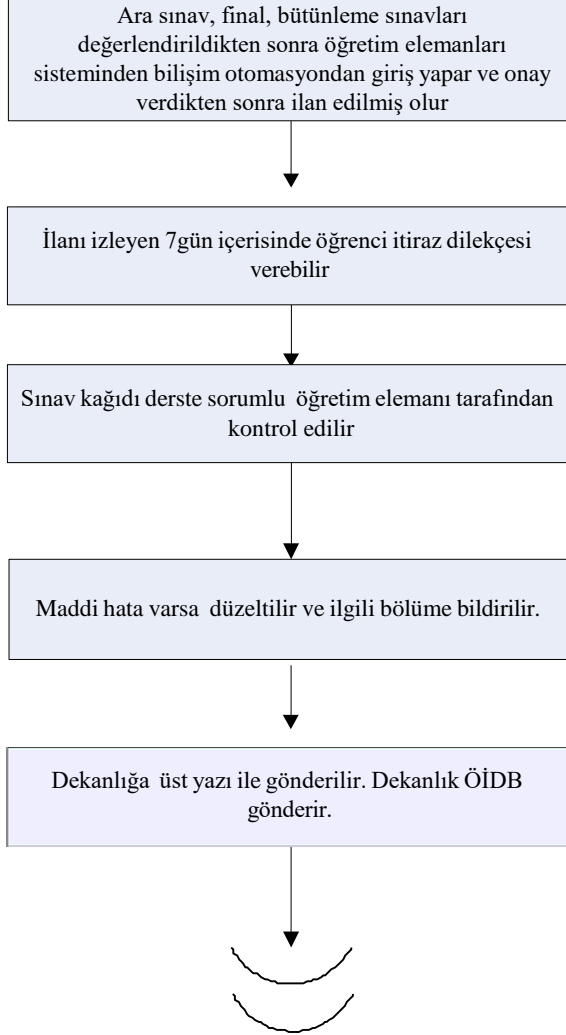 Ara sınav, final, bütünleme sınavları
değerlendirildikten sonra öğretim elemanları
sisteminden bilişim otomasyondan giriş yapar ve onay
verdikten sonra ilan edilmiş olur
İlanı izleyen 7gün içerisinde öğrenci itiraz dilekçesi
verebilir
Sınav kağıdı derste sorumlu öğretim elemanı tarafından
kontrol edilir
Maddi hata varsa düzeltilir ve ilgili bölüme bildirilir.
Dekanlığa üst yazı ile gönderilir. Dekanlık ÖİDB
gönderir.